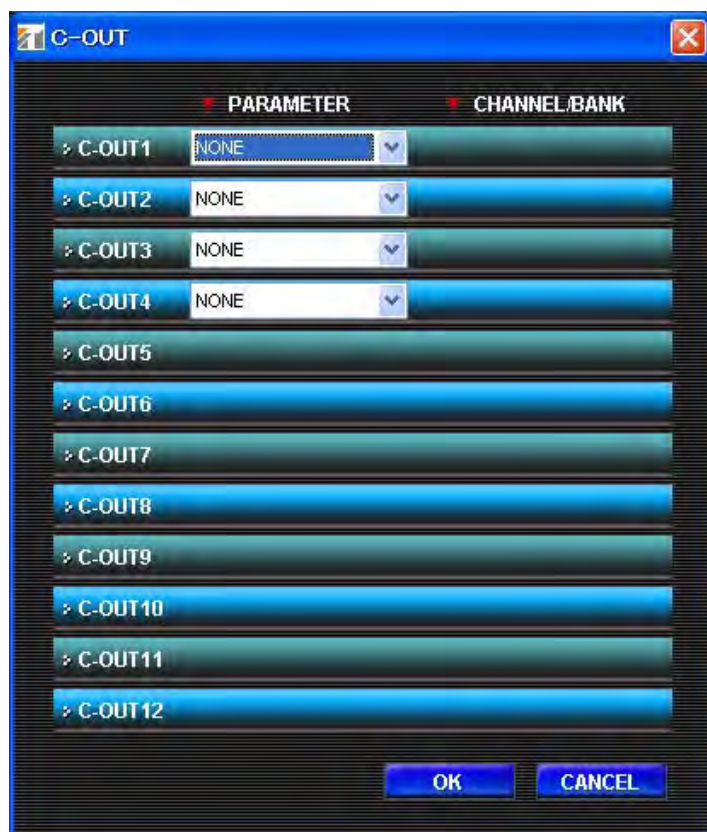 C-OUT
PARAMETER CHANNEL/BANK
C-OUT1 NONE
C-OUT2 NONE
C-OUT3 NONE
C-OUT4 NONE
C-OUT5
C-OUT6
C-OUT7
C-OUT8
C-OUT9
C-OUT10
C-OUT11
C-OUT12
OK CANCEL